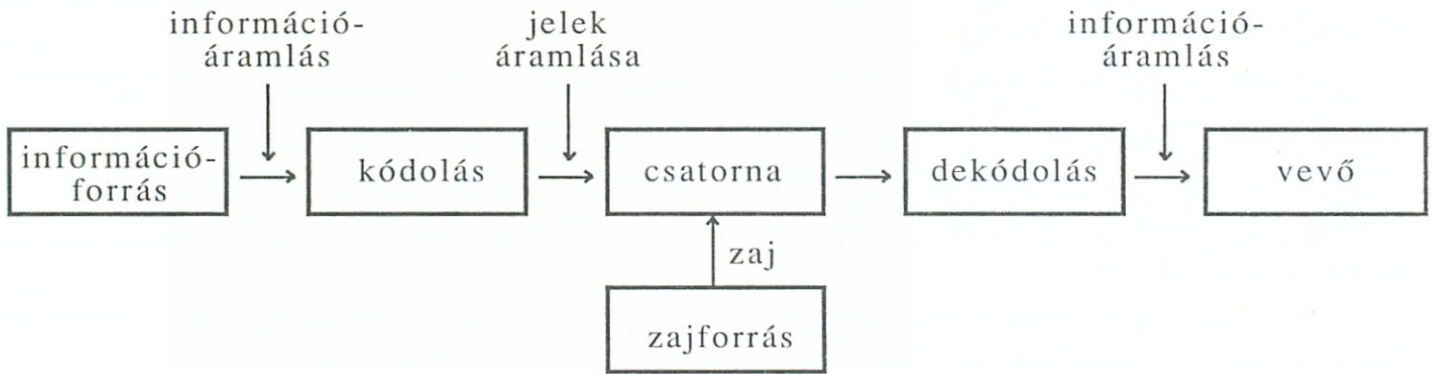 információ-
áramlás
jelek
áramlása
információ-
áramlás
információ-
forrás
kódolás
csatorna
dekódolás
vevő
zaj
zajforrás